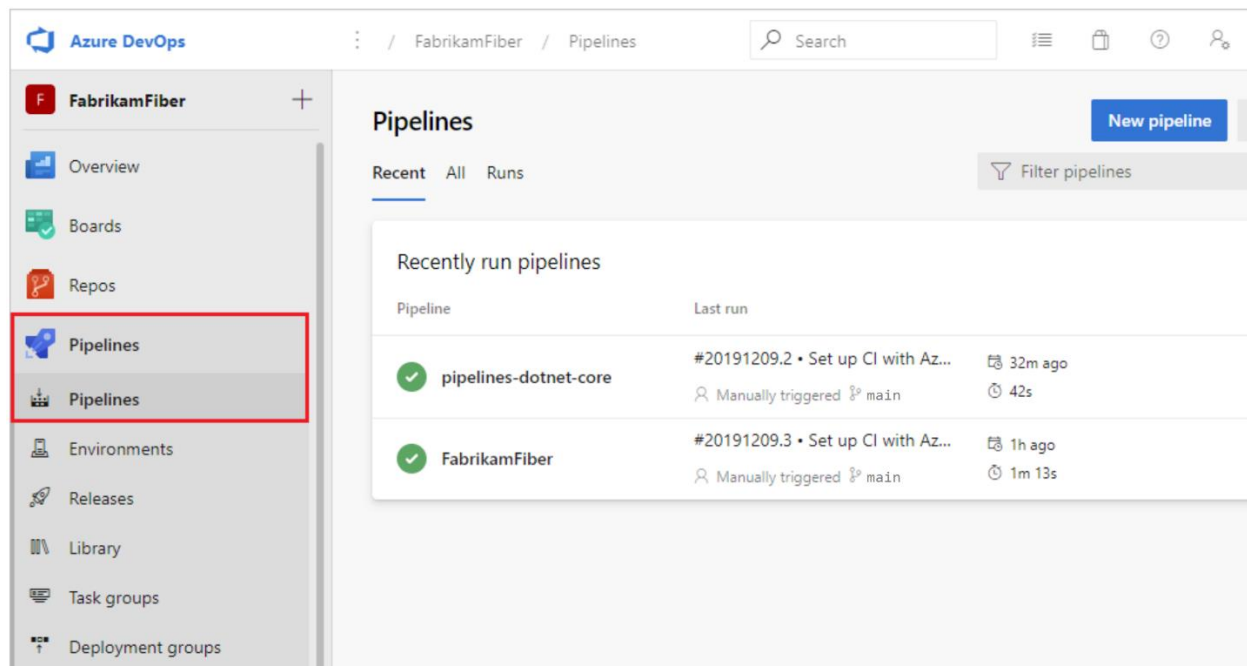 Azure DevOps
/ FabrikamFiber / Pipelines
Search
F FabrikamFiber
Overview
Boards
Repos
Pipelines
Pipelines
Environments
Releases
Library
Task groups
Deployment groups
Pipelines
New pipeline
Recent All Runs
Filter pipelines
Recently run pipelines
Pipeline Last run
pipelines-dotnet-core
#20191209.2 • Set up CI with Az...
Manually triggered main
32m ago
42s
FabrikamFiber
#20191209.3 • Set up CI with Az...
Manually triggered main
1h ago
1m 13s